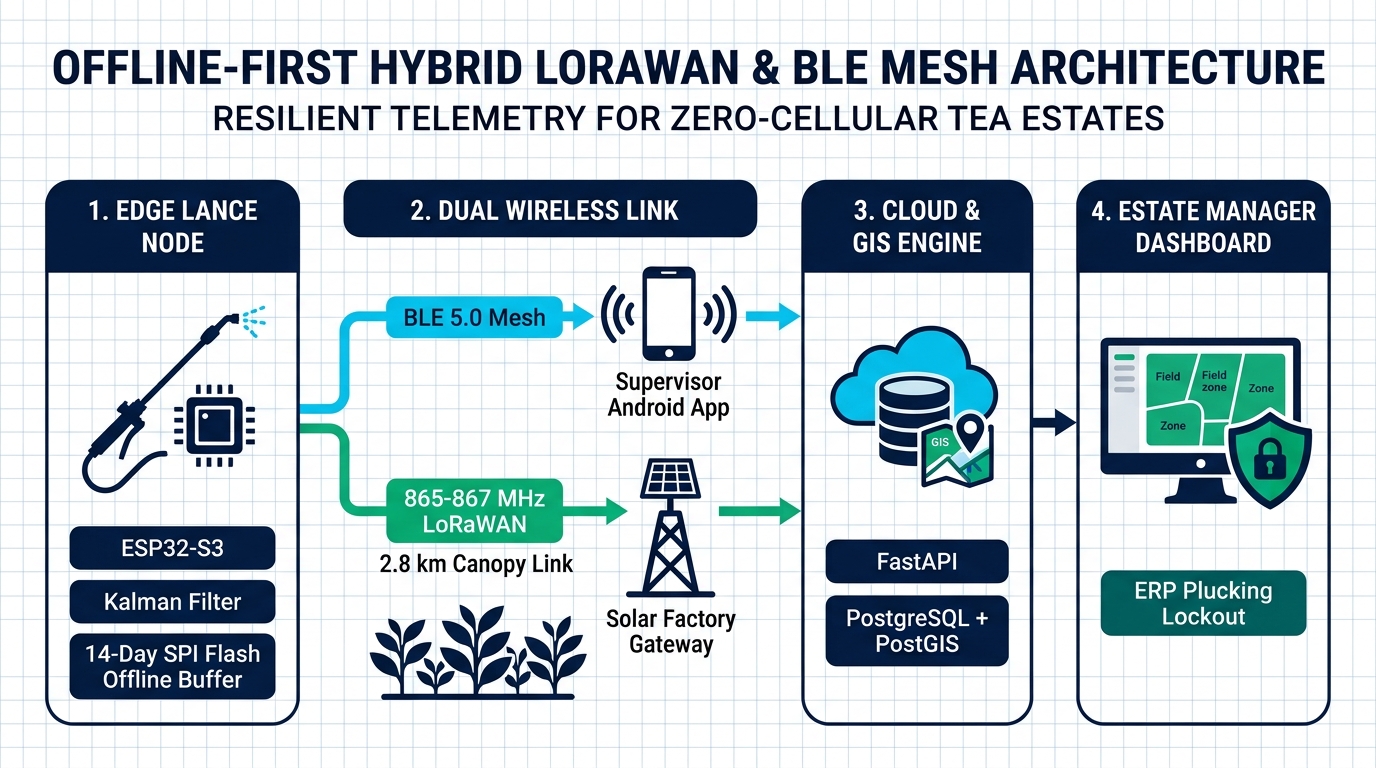 OFFLINE-FIRST HYBRID LORAWAN & BLE MESH ARCHITECTURE
RESILIENT TELEMETRY FOR ZERO-CELLULAR TEA ESTATES
1. EDGE LANCE
NODE
ESP32-S3
Kalman Filter
14-Day SPI Flash
Offline Buffer
2. DUAL WIRELESS LINK
BLE 5.0 Mesh
Supervisor
Android App
865-867 MHz
LoRaWAN
2.8 km Canopy Link
Solar Factory
Gateway
3. CLOUD &
GIS ENGINE
GIS
FastAPI
PostgreSQL +
PostGIS
4. ESTATE MANAGER
DASHBOARD
Field
Field
zone
Zone
Zone
ERP Plucking
Lockout